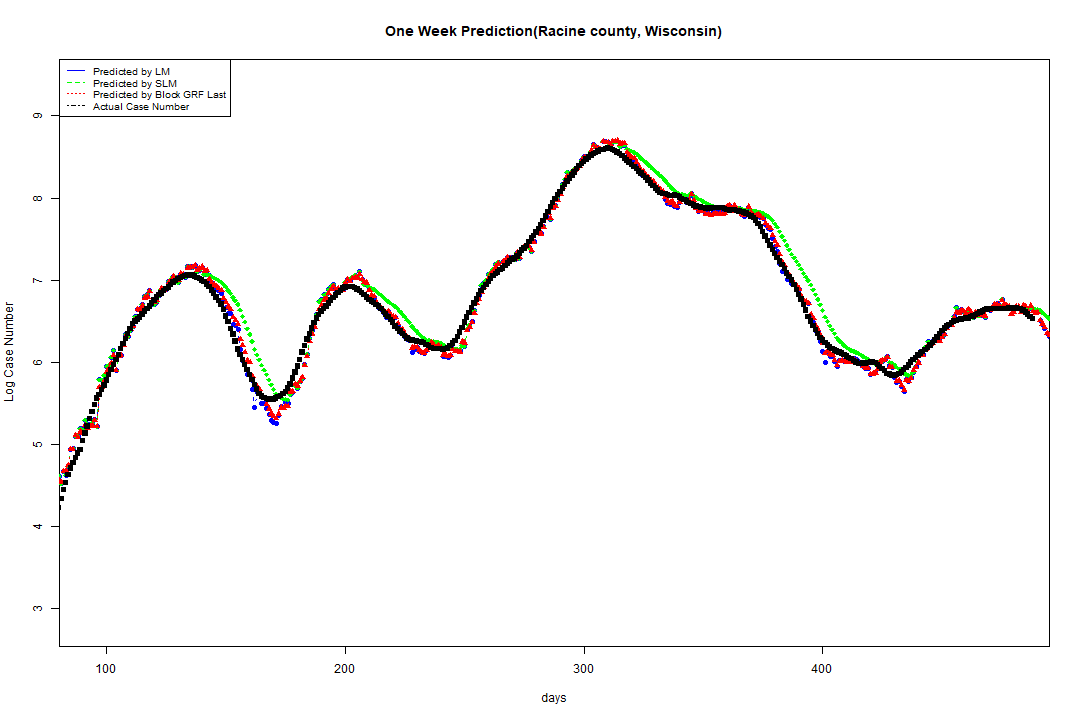 One Week Prediction(Racine county, Wisconsin)
Predicted by LM
Predicted by SLM
Predicted by Block GRF Last
Actual Case Number
9
8
7
6
5
4
3
Log Case Number
100 200 300 400
days